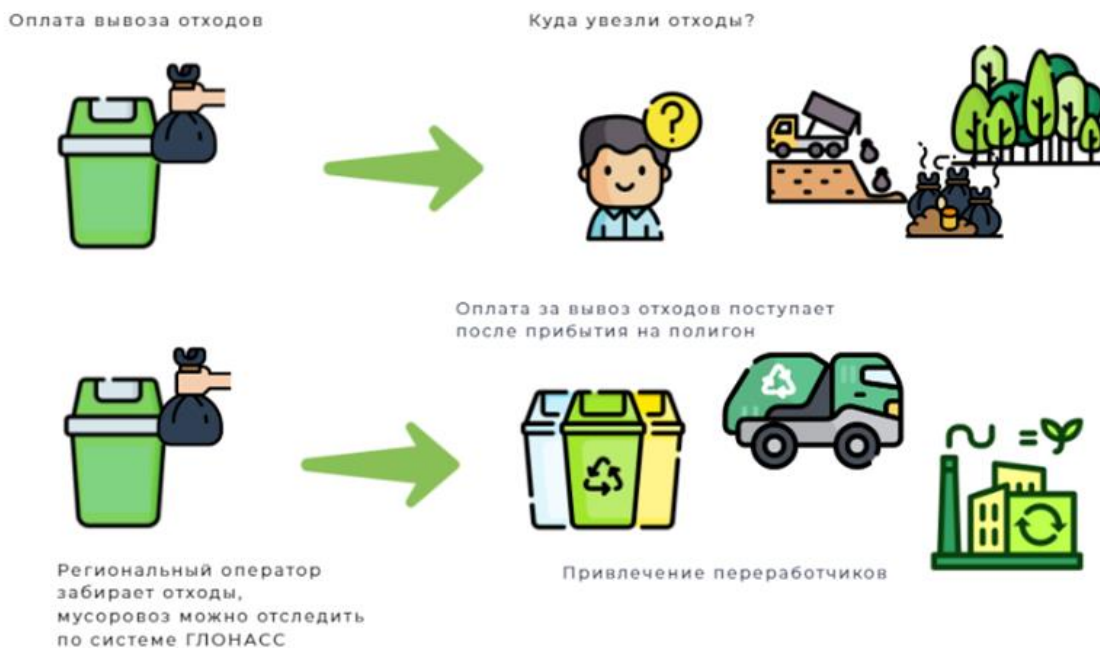 Оплата вывоза отходов
Куда увезли отходы?
Оплата за вывоз отходов поступает
после прибытия на полигон
Региональный оператор
забирает отходы,
мусоровоз можно отследить
по системе ГЛОНАСС
Привлечение переработчиков